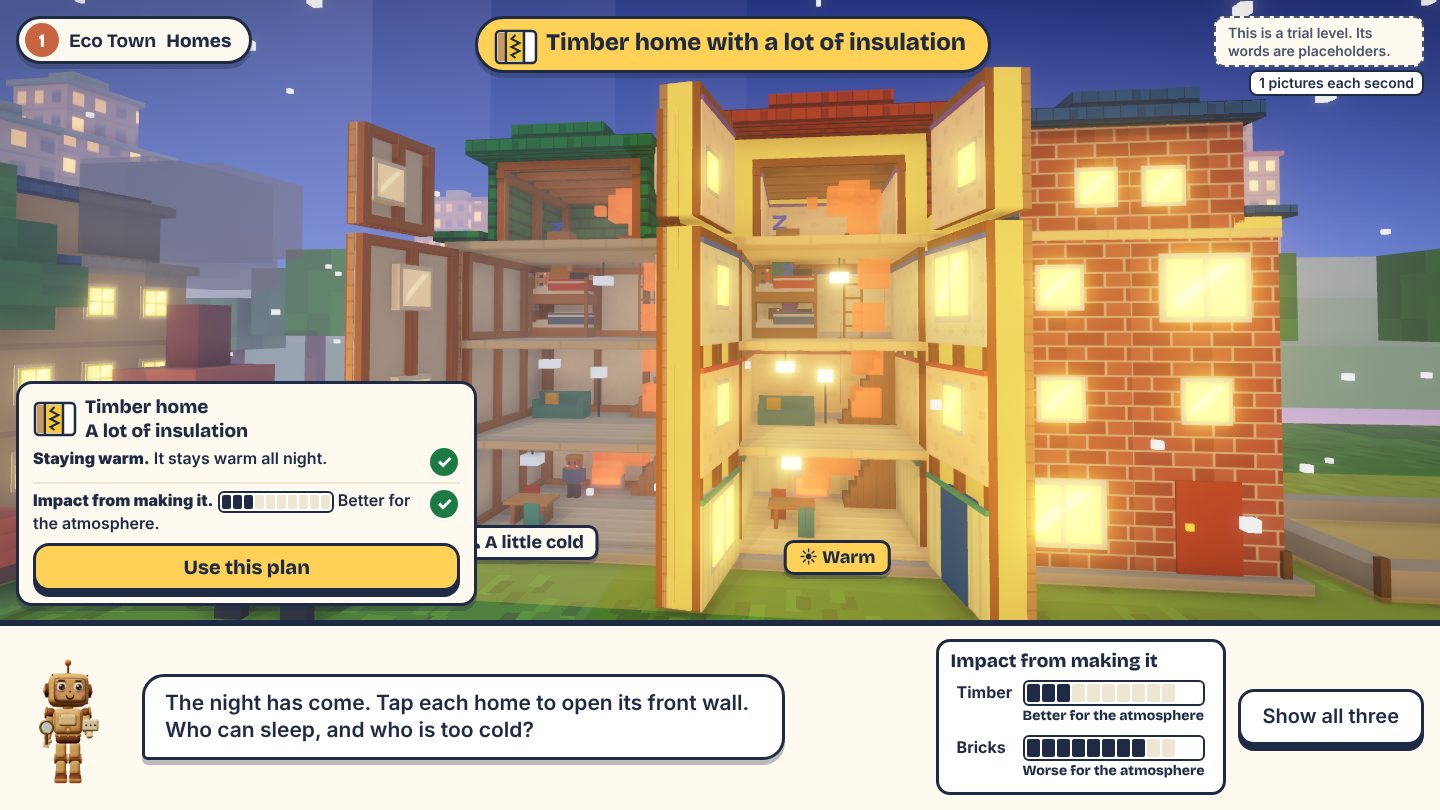 1 Eco Town Homes
Timber home with a lot of insulation
This is a trial level. Its
words are placeholders.
1 pictures each second
Z
Z
Timber home
A lot of insulation
Staying warm. It stays warm all night.
Impact from making it. Better for
the atmosphere.
Use this plan
A little cold
Warm
The night has come. Tap each home to open its front wall.
Who can sleep, and who is too cold?
Impact from making it
Timber
Better for the atmosphere
Bricks
Worse for the atmosphere
Show all three